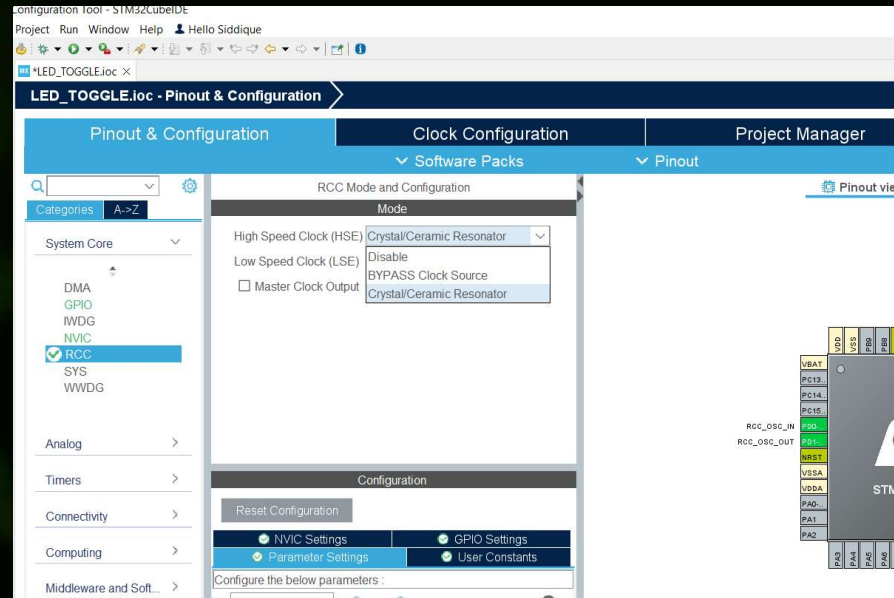 Configuration Tool - STM32CubeIDE
Project Run Window Help Hello Siddique
MX *LED_TOGGLE.ioc ×
LED_TOGGLE.ioc - Pinout & Configuration
Pinout & Configuration Clock Configuration Project Manager
Software Packs Pinout
RCC Mode and Configuration
Categories A->Z
Mode
System Core
DMA
GPIO
IWDG
NVIC
RCC
SYS
WWDG
Analog
Timers
Connectivity
Computing
Middleware and Soft...
High Speed Clock (HSE) Crystal/Ceramic Resonator
Low Speed Clock (LSE)
Disable
BYPASS Clock Source
Crystal/Ceramic Resonator
Master Clock Output
Configuration
Reset Configuration
NVIC Settings GPIO Settings
Parameter Settings User Constants
Configure the below parameters :
Pinout
VDD VSS PB9 PB8
VBAT
PC13..
PC14..
PC15..
RCC_OSC_IN PD0-..
RCC_OSC_OUT PD1-..
NRST
VSSA
VDDA
PA0-..
PA1
PA2
PA3 PA4 PA5 PA6